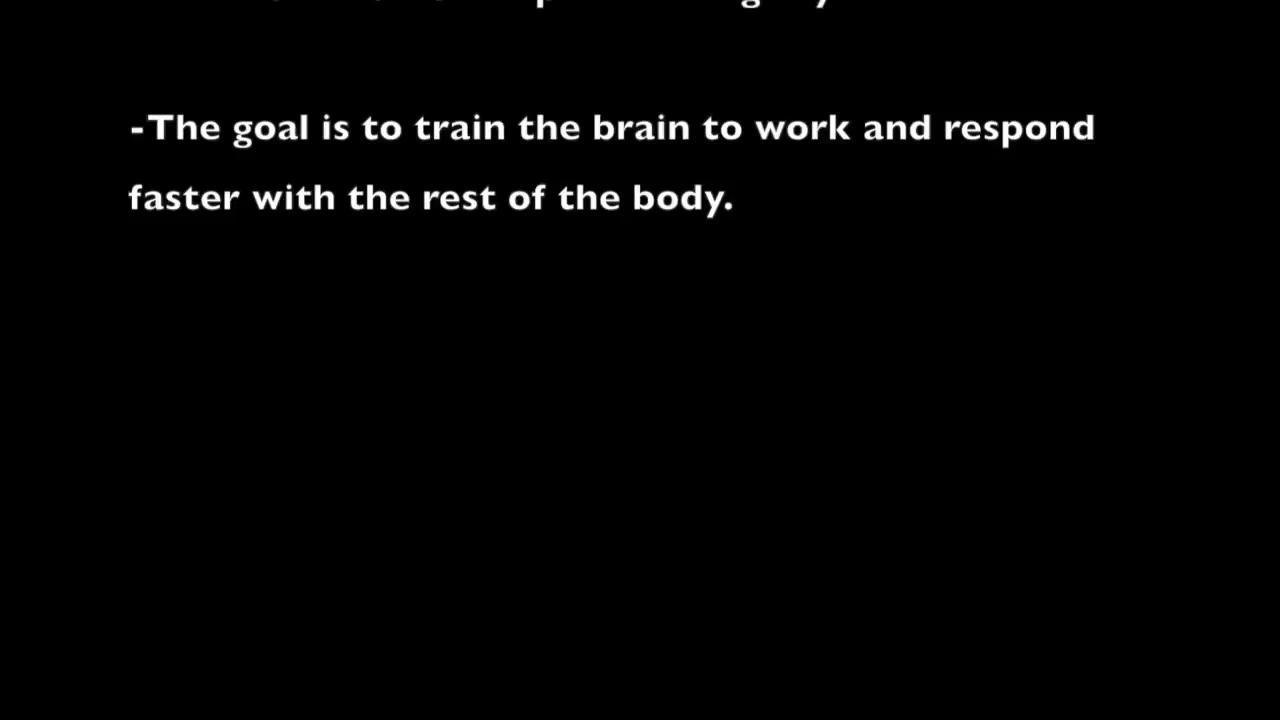 -The goal is to train the brain to work and respond
faster with the rest of the body.